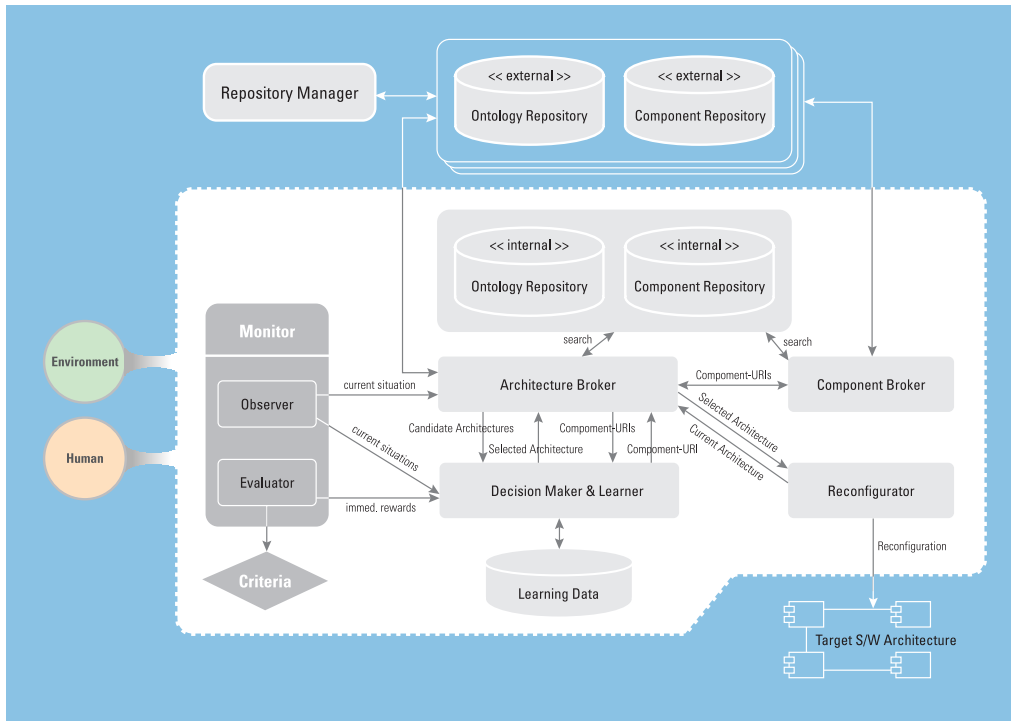 << external >>
<< external >>
Repository Manager
Ontology Repository
Component Repository
<< internal >>
<< internal >>
Ontology Repository
Component Repository
Monitor
search
search
Environment
current situation
Architecture Broker
Compoment-URIs
Component Broker
Observer
Selected Architecture
Candidate Architectures
Component-URIs
current situations
Selected Architecture
Compoment-URI
Current Architecture
Human
Evaluator
Decision Maker & Learner
Reconfigurator
immed. rewards
Reconfiguration
Criteria
Learning Data
Target S/W Architecture